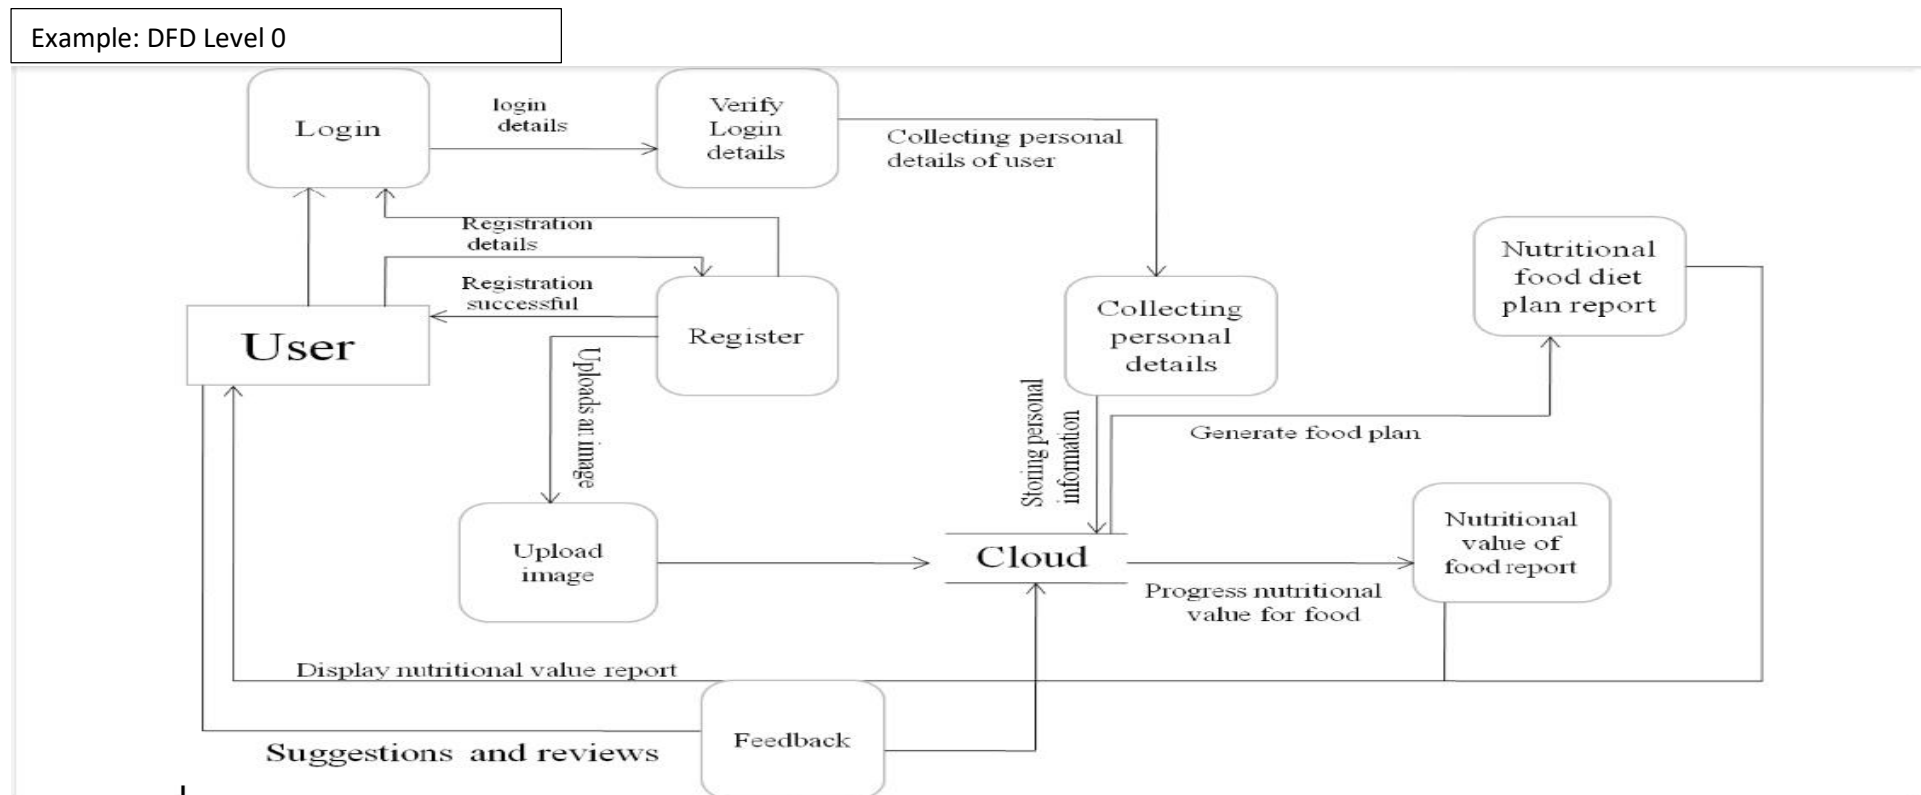 Example: DFD Level 0
Login
login
details
Verify
Login
details
Collecting personal
details of user
Registration
details
Registration
successful
User
Register
Uploads an image
Collecting
personal
details
Nutritional
food diet
plan report
Storing personal
information
Generate food plan
Upload
image
Cloud
Nutritional
value of
food report
Progress nutritional
value for food
Display nutritional value report
Feedback
Suggestions and reviews